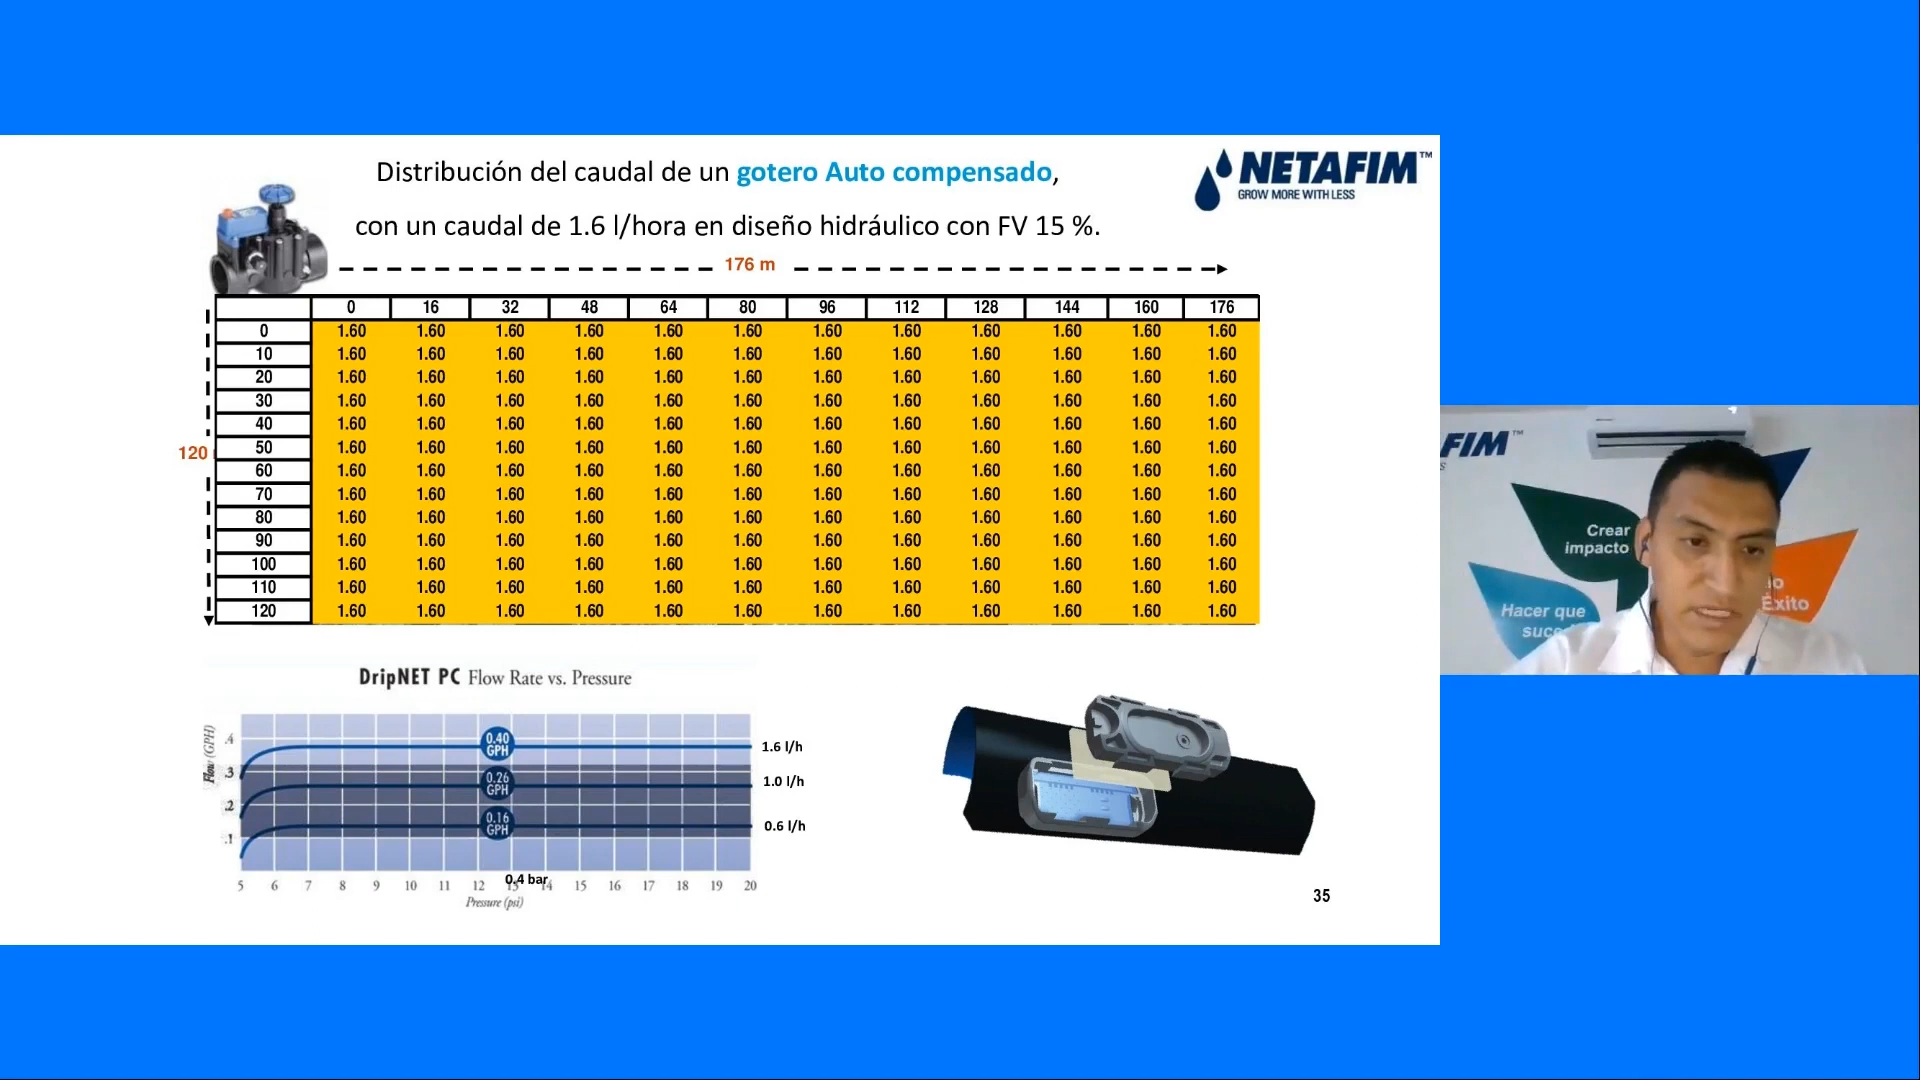 Distribución del caudal de un gotero Auto compensado,
con un caudal de 1.6 l/hora en diseño hidráulico con FV 15 %.
NETAFIM™
GROW MORE WITH LESS
176 m
0 16 32 48 64 80 96 112 128 144 160 176
0 1.60 1.60 1.60 1.60 1.60 1.60 1.60 1.60 1.60 1.60 1.60 1.60
10 1.60 1.60 1.60 1.60 1.60 1.60 1.60 1.60 1.60 1.60 1.60 1.60
20 1.60 1.60 1.60 1.60 1.60 1.60 1.60 1.60 1.60 1.60 1.60 1.60
30 1.60 1.60 1.60 1.60 1.60 1.60 1.60 1.60 1.60 1.60 1.60 1.60
40 1.60 1.60 1.60 1.60 1.60 1.60 1.60 1.60 1.60 1.60 1.60 1.60
50 1.60 1.60 1.60 1.60 1.60 1.60 1.60 1.60 1.60 1.60 1.60 1.60
60 1.60 1.60 1.60 1.60 1.60 1.60 1.60 1.60 1.60 1.60 1.60 1.60
70 1.60 1.60 1.60 1.60 1.60 1.60 1.60 1.60 1.60 1.60 1.60 1.60
80 1.60 1.60 1.60 1.60 1.60 1.60 1.60 1.60 1.60 1.60 1.60 1.60
90 1.60 1.60 1.60 1.60 1.60 1.60 1.60 1.60 1.60 1.60 1.60 1.60
100 1.60 1.60 1.60 1.60 1.60 1.60 1.60 1.60 1.60 1.60 1.60 1.60
110 1.60 1.60 1.60 1.60 1.60 1.60 1.60 1.60 1.60 1.60 1.60 1.60
120 1.60 1.60 1.60 1.60 1.60 1.60 1.60 1.60 1.60 1.60 1.60 1.60
120
DripNET PC Flow Rate vs. Pressure
Flow (GPH)
.4
.3
.2
.1
0.40 GPH
0.26 GPH
0.16 GPH
1.6 l/h
1.0 l/h
0.6 l/h
0.4 bar
5 6 7 8 9 10 11 12 13 14 15 16 17 18 19 20
Pressure (psi)
35
FIM™
S
Crear
impacto
Hacer que
suce
lo
Éxito